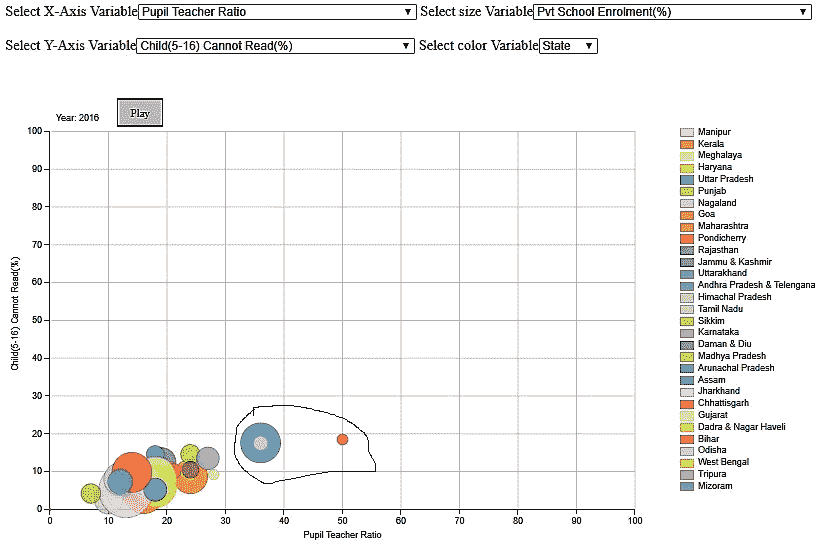 Select X-Axis Variable Pupil Teacher Ratio Select size Variable Pvt School Enrolment(%)
Select Y-Axis Variable Child(5-16) Cannot Read(%) Select color Variable State
Year: 2016 Play
100
90
80
70
60
50
40
30
20
10
0
Child(5-16) Cannot Read(%)
0 10 20 30 40 50 60 70 80 90 100
Pupil Teacher Ratio
Manipur
Kerala
Meghalaya
Haryana
Uttar Pradesh
Punjab
Nagaland
Goa
Maharashtra
Pondicherry
Rajasthan
Jammu & Kashmir
Uttarakhand
Andhra Pradesh & Telengana
Himachal Pradesh
Tamil Nadu
Sikkim
Karnataka
Daman & Diu
Madhya Pradesh
Arunachal Pradesh
Assam
Jharkhand
Chhattisgarh
Gujarat
Dadra & Nagar Haveli
Bihar
Odisha
West Bengal
Tripura
Mizoram